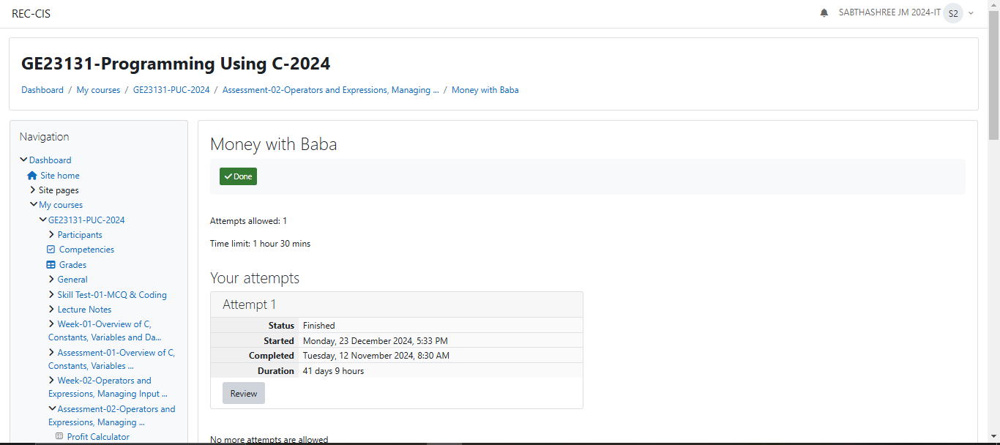 REC-CIS
SABTHASHREE JM 2024-IT S2
GE23131-Programming Using C-2024
Dashboard / My courses / GE23131-PUC-2024 / Assessment-02-Operators and Expressions, Managing ... / Money with Baba
Navigation
Dashboard
Site home
Site pages
My courses
GE23131-PUC-2024
Participants
Competencies
Grades
General
Skill Test-01-MCQ & Coding
Lecture Notes
Week-01-Overview of C,
Constants, Variables and Da...
Assessment-01-Overview of C,
Constants, Variables ...
Week-02-Operators and
Expressions, Managing Input ...
Assessment-02-Operators and
Expressions, Managing ...
Profit Calculator
Money with Baba
Done
Attempts allowed: 1
Time limit: 1 hour 30 mins
Your attempts
Attempt 1
Status Finished
Started Monday, 23 December 2024, 5:33 PM
Completed Tuesday, 12 November 2024, 8:30 AM
Duration 41 days 9 hours
Review
No more attempts are allowed